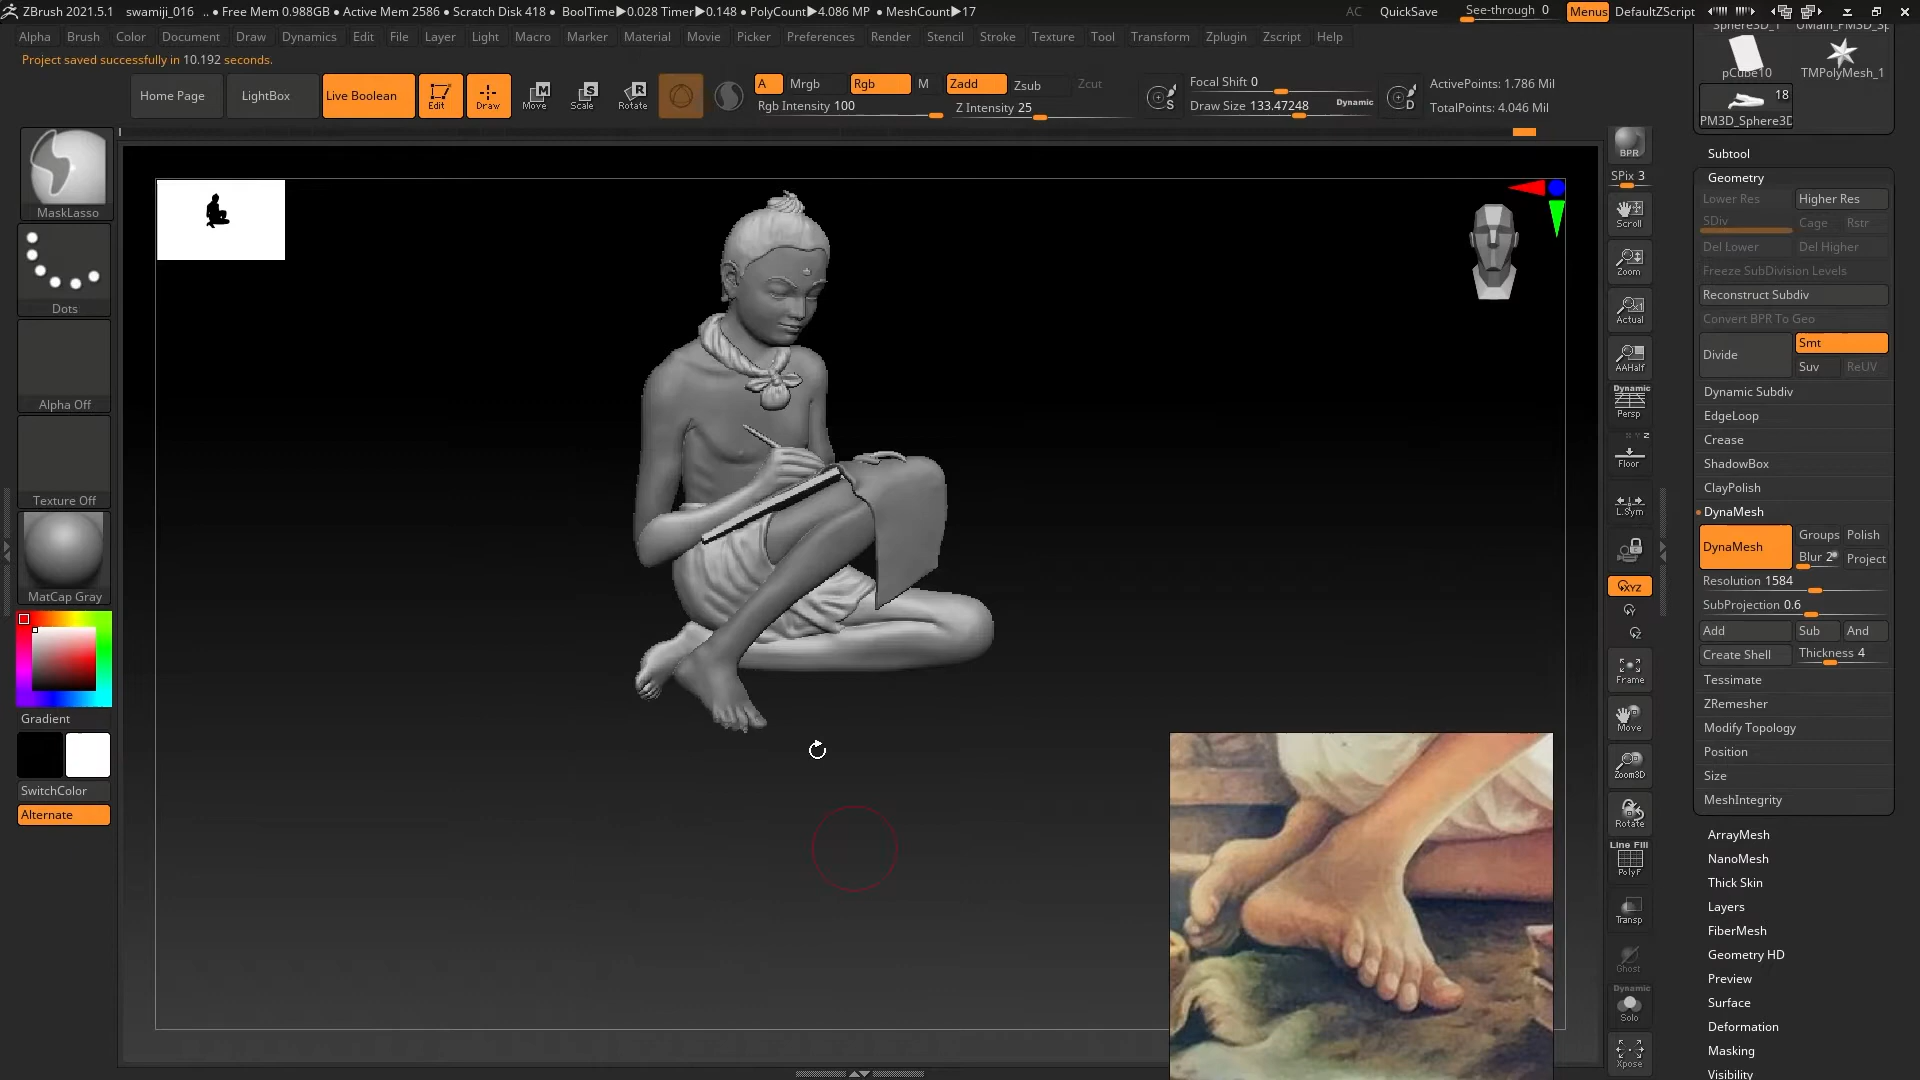 ZBrush 2021.5.1 swamiji_016 .. • Free Mem 0.988GB • Active Mem 2586 • Scratch Disk 418 • BoolTime▶0.028 Timer▶0.148 • PolyCount▶4.086 MP • MeshCount▶17 AC QuickSave See-through 0 Menus DefaultZScript
Alpha Brush Color Document Draw Dynamics Edit File Layer Light Macro Marker Material Movie Picker Preferences Render Stencil Stroke Texture Tool Transform Zplugin Zscript Help
Project saved successfully in 10.192 seconds.
Home Page LightBox Live Boolean Edit Draw Move Scale Rotate
A Mrgb Rgb M Zadd Zsub Zcut
Rgb Intensity 100 Z Intensity 25
S Focal Shift 0
Draw Size 133.47248 Dynamic D
ActivePoints: 1.786 Mil
TotalPoints: 4.046 Mil
MaskLasso
Dots
Alpha Off
Texture Off
MatCap Gray
Gradient
SwitchColor
Alternate
BPR
SPix 3
Scroll
Zoom
Actual
AAHalf
Dynamic
Persp
Floor
L.Sym
XYZ
Y
Z
Frame
Move
Zoom3D
Rotate
Line Fill
PolyF
Transp
Ghost
Dynamic
Solo
Xpose
Sphere3D_1
pCube10 TMPolyMesh_1
18
PM3D_Sphere3D
Subtool
Geometry
Lower Res Higher Res
SDiv Cage Rstr
Del Lower Del Higher
Freeze SubDivision Levels
Reconstruct Subdiv
Convert BPR To Geo
Divide Smt
Suv ReUV
Dynamic Subdiv
EdgeLoop
Crease
ShadowBox
ClayPolish
DynaMesh
DynaMesh Groups Polish
Blur 2 Project
Resolution 1584
SubProjection 0.6
Add Sub And
Create Shell Thickness 4
Tessimate
ZRemesher
Modify Topology
Position
Size
MeshIntegrity
ArrayMesh
NanoMesh
Thick Skin
Layers
FiberMesh
Geometry HD
Preview
Surface
Deformation
Masking
Visibility